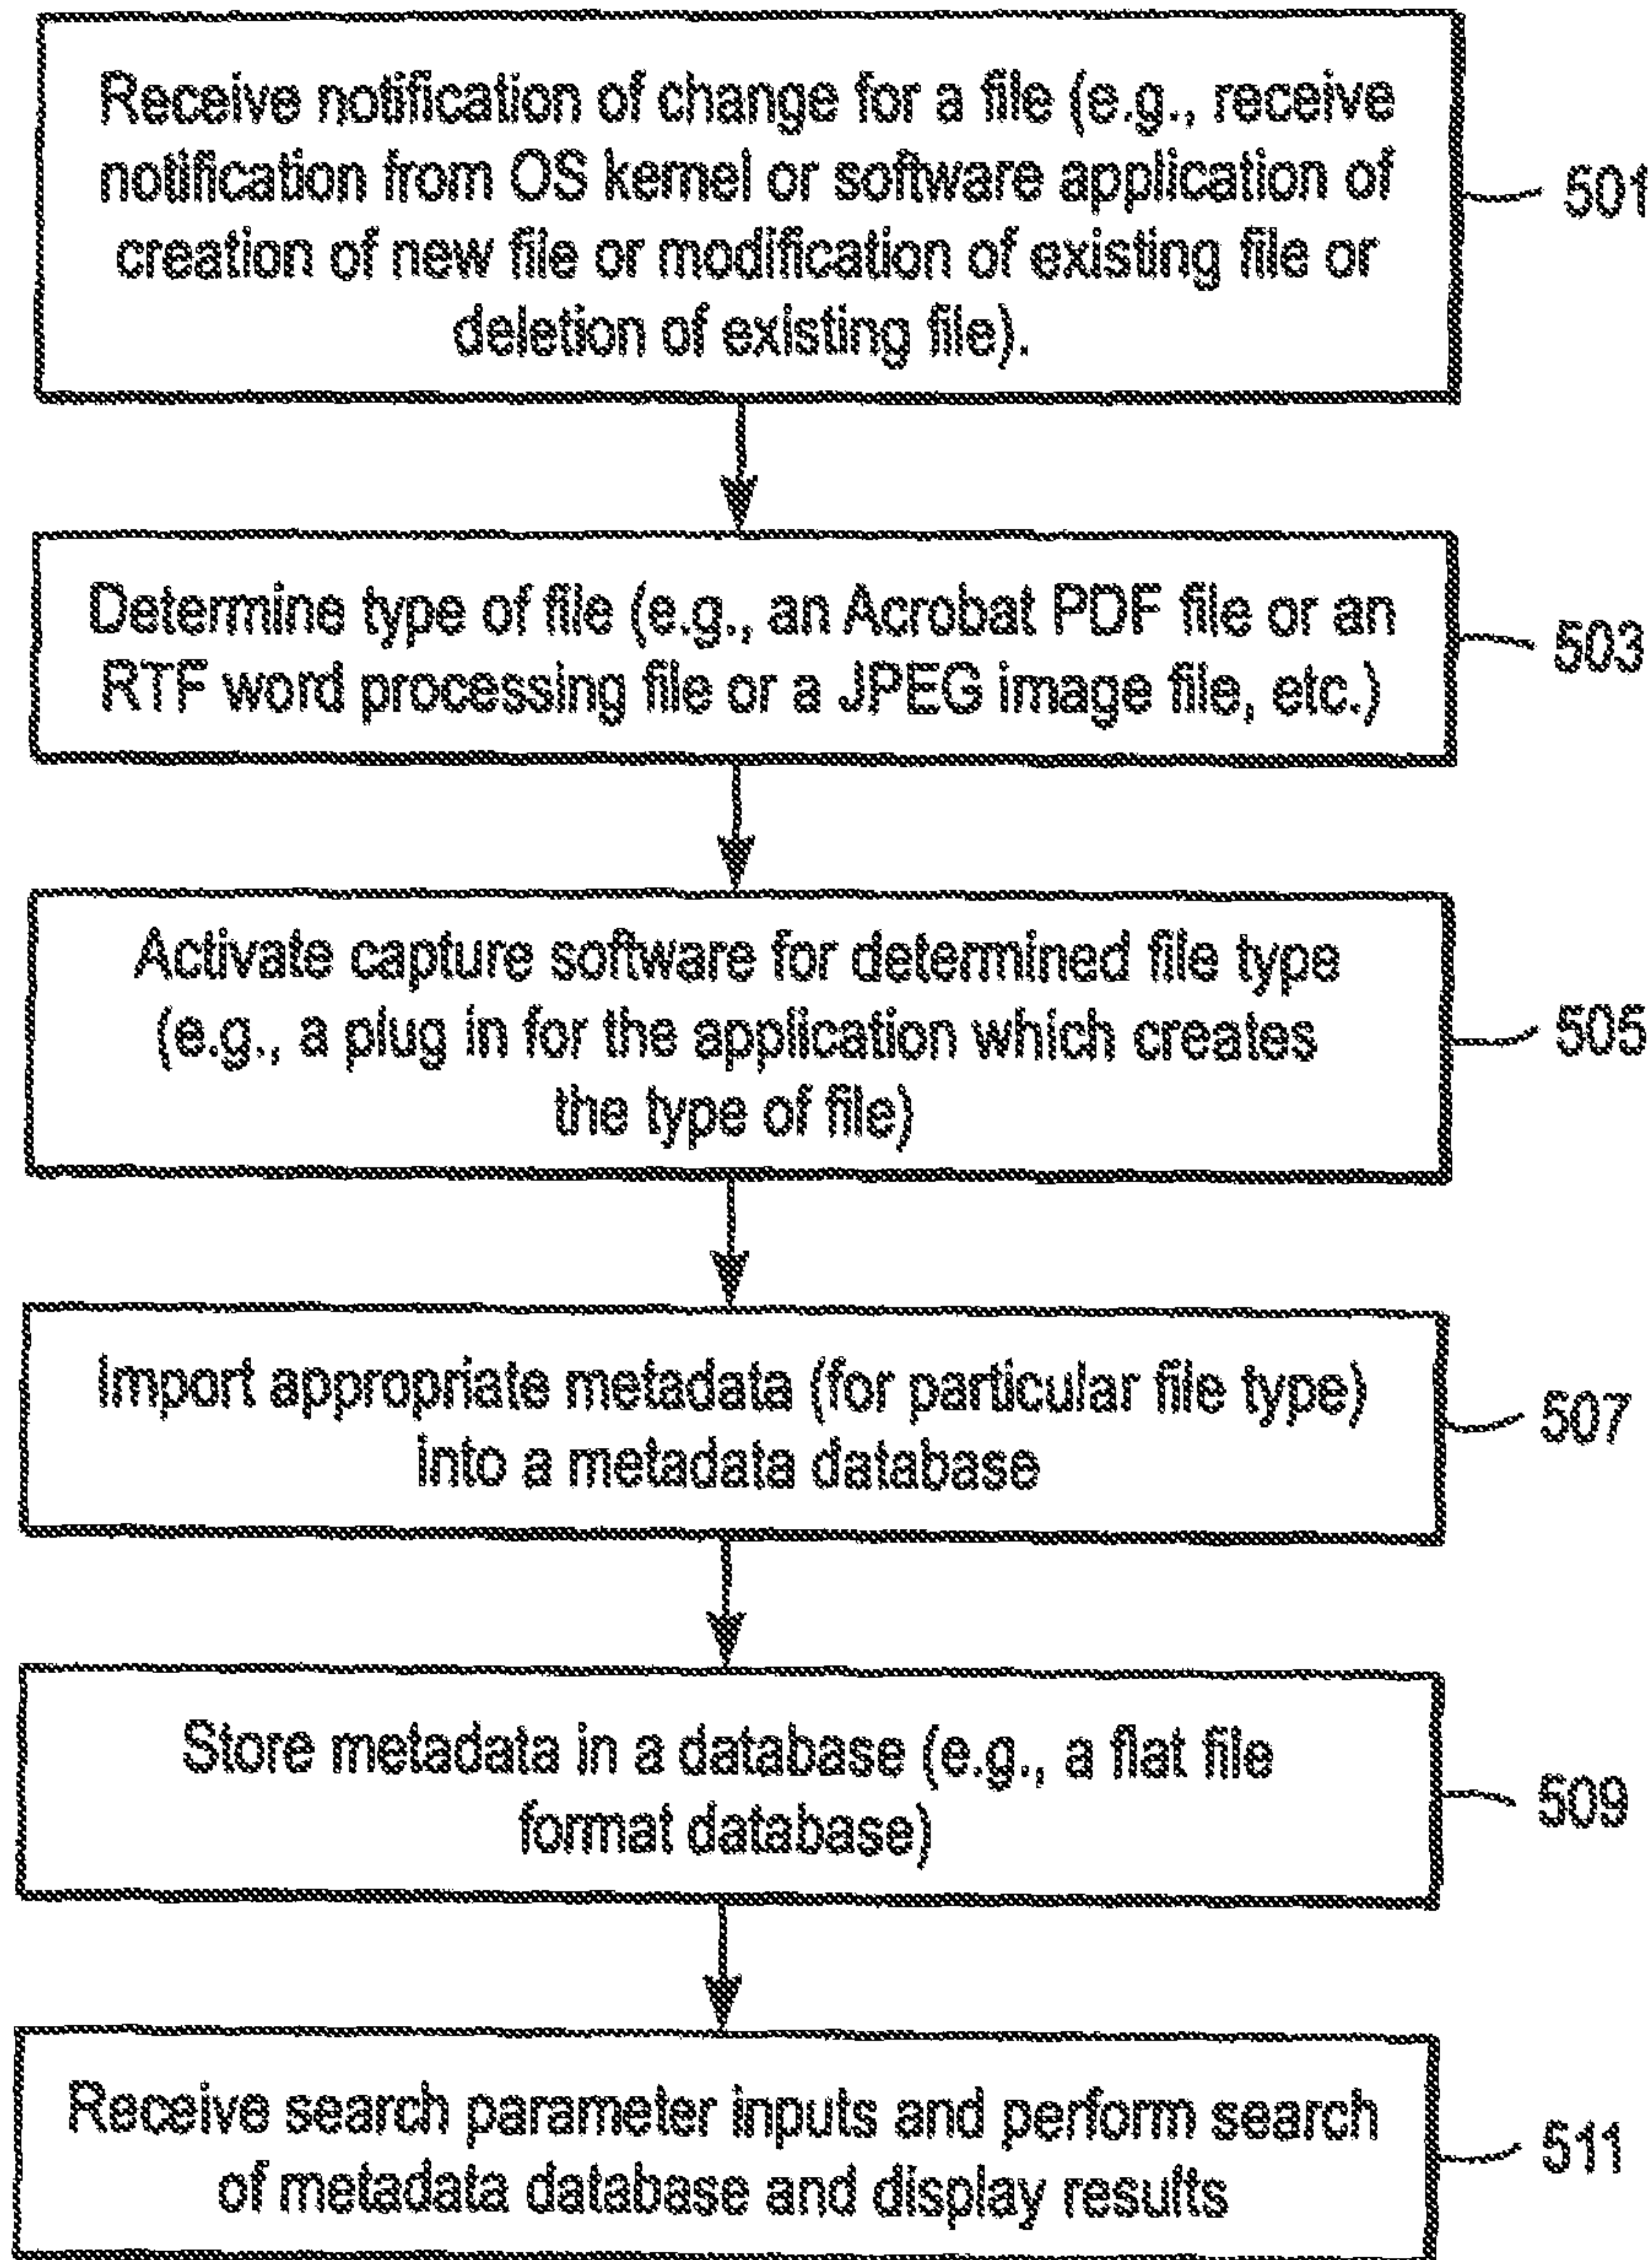 Receive notification of change for a file (e.g., receive
notification from OS kernel or software application of
creation of new file or modification of existing file or
deletion of existing file).
501
Determine type of file (e.g., an Acrobat PDF file or an
RTF word processing file or a JPEG image file, etc.)
503
Activate capture software for determined file type
(e.g., a plug in for the application which creates
the type of file)
505
Import appropriate metadata (for particular file type)
into a metadata database
507
Store metadata in a database (e.g., a flat file
format database)
509
Receive search parameter inputs and perform search
of metadata database and display results
511